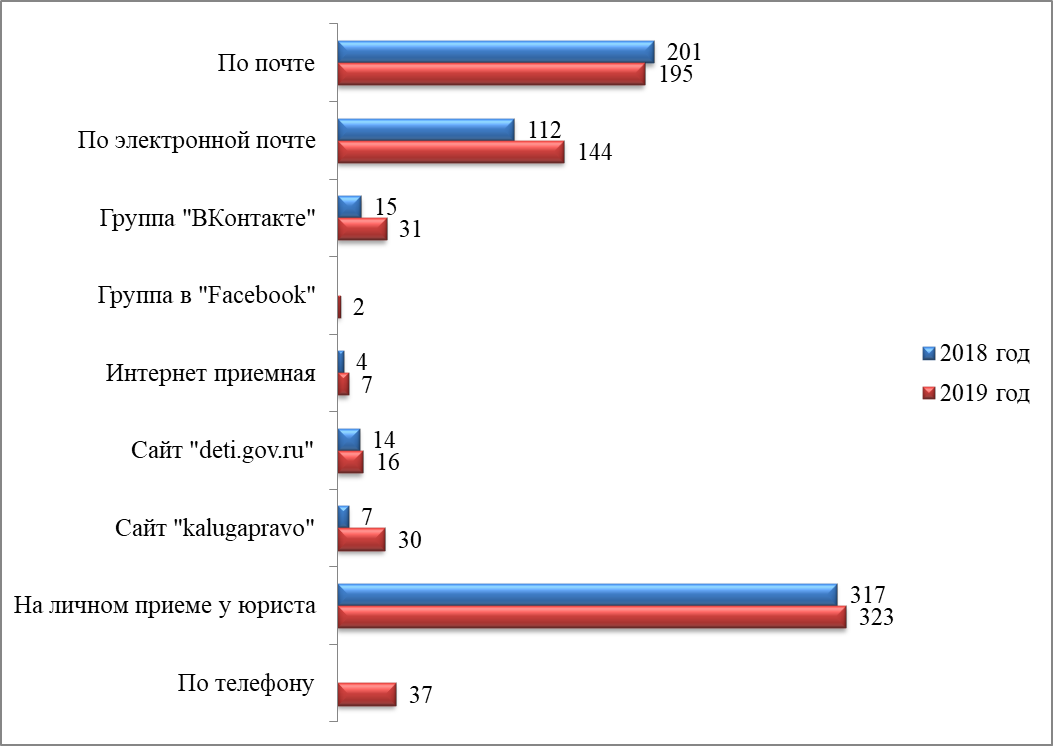 По почте
201
195
По электронной почте
112
144
Группа "ВКонтакте"
15
31
Группа в "Facebook"
2
Интернет приемная
4
7
Сайт "deti.gov.ru"
14
16
Сайт "kalugapravo"
7
30
На личном приеме у юриста
317
323
По телефону
37
2018 год
2019 год